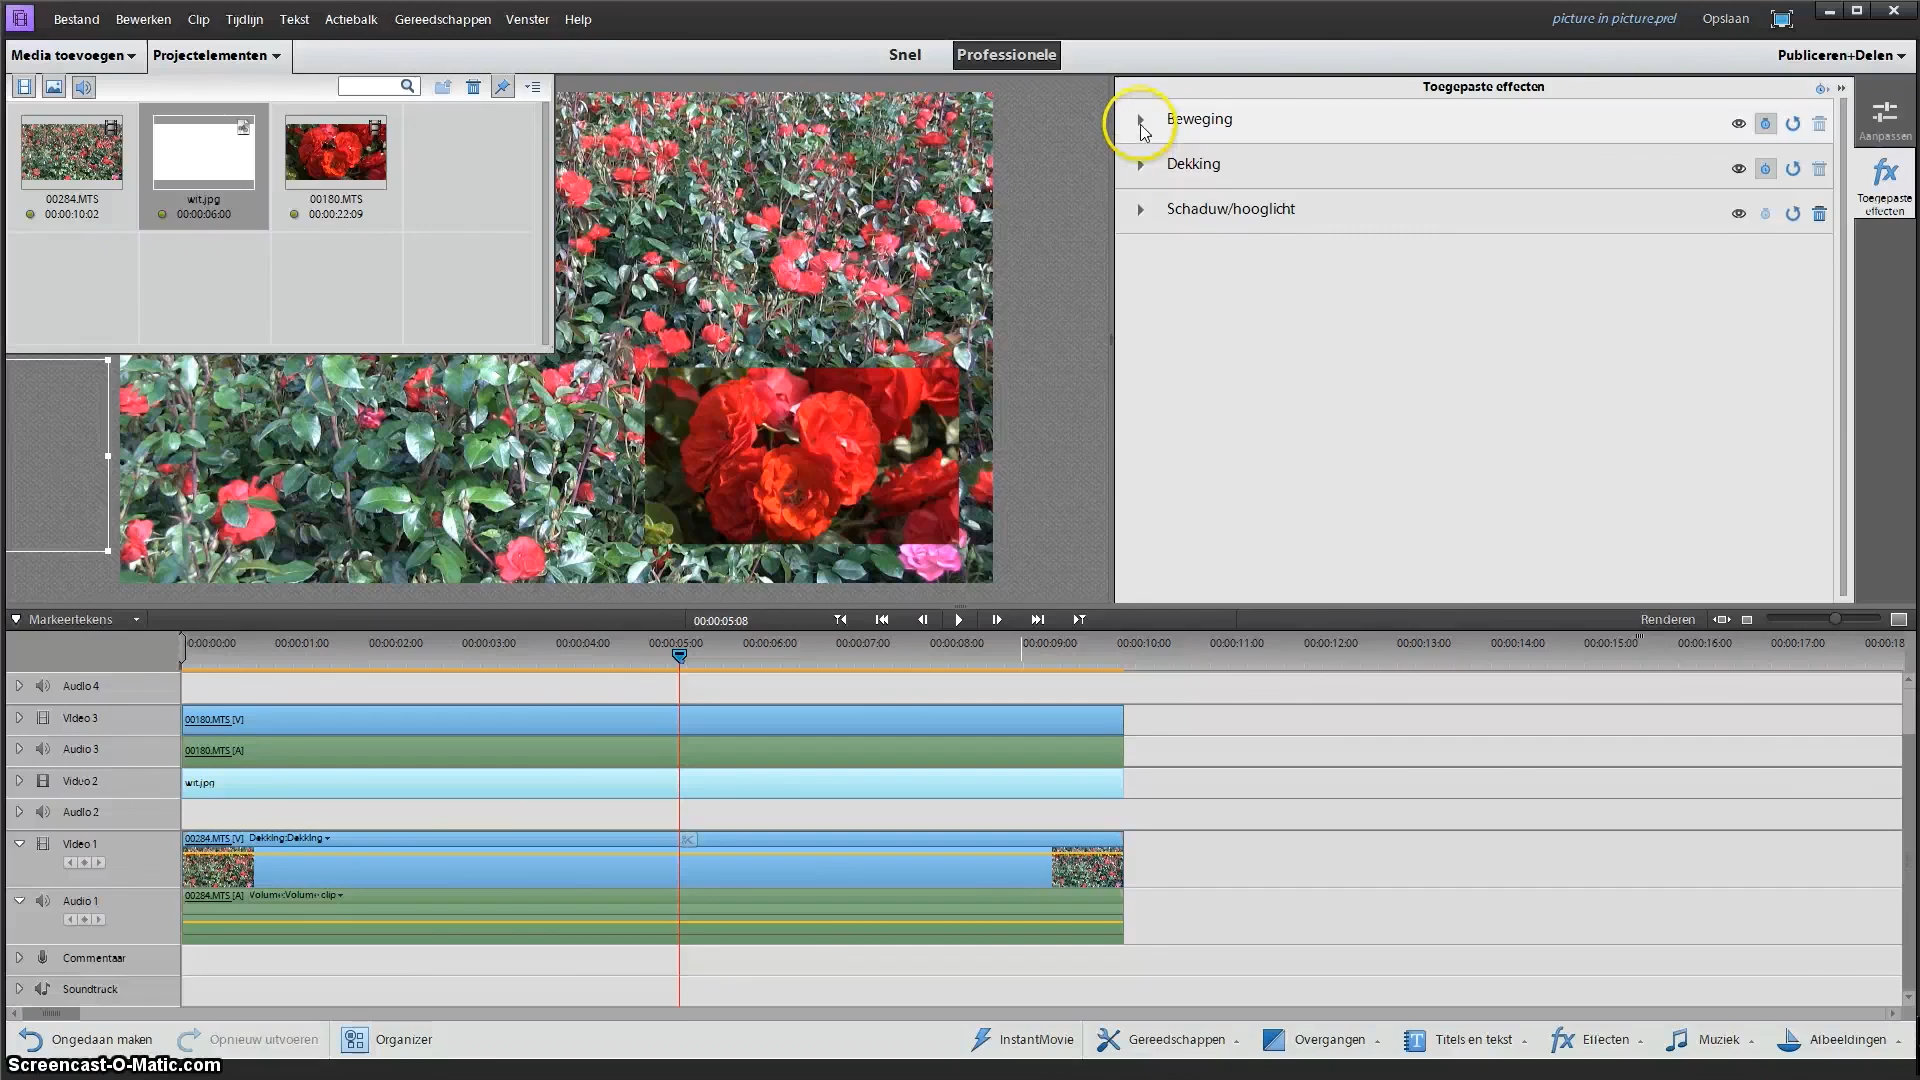 Bestand Bewerken Clip Tijdlijn Tekst Actiebalk Gereedschappen Venster Help picture in picture.prel Opslaan
Media toevoegen Projectelementen Snel Professionele Publiceren+Delen
Toegepaste effecten
Beweging
Aanpassen
Dekking
Toegepaste
effecten
Schaduw/hooglicht
00284.MTS wit.jpg 00180.MTS
00:00:10:02 00:00:06:00 00:00:22:09
Markeertekens 00:00:05:08 Renderen
0:00:00:00 00:00:01:00 00:00:02:00 00:00:03:00 00:00:04:00 00:00:05:00 00:00:06:00 00:00:07:00 00:00:08:00 00:00:09:00 00:00:10:00 00:00:11:00 00:00:12:00 00:00:13:00 00:00:14:00 00:00:15:00 00:00:16:00 00:00:17:00 00:00:18
Audio 4
Video 3 00180.MTS [V]
Audio 3 00180.MTS [A]
Video 2 wit.jpg
Audio 2
Video 1 00284.MTS [V] Dekking:Dekking
Audio 1 00284.MTS [A] Volume:Volume clip
Commentaar
Soundtrack
Ongedaan maken Opnieuw uitvoeren Organizer InstantMovie Gereedschappen Overgangen Titels en tekst Effecten Muziek Afbeeldingen
Screencast-O-Matic.com